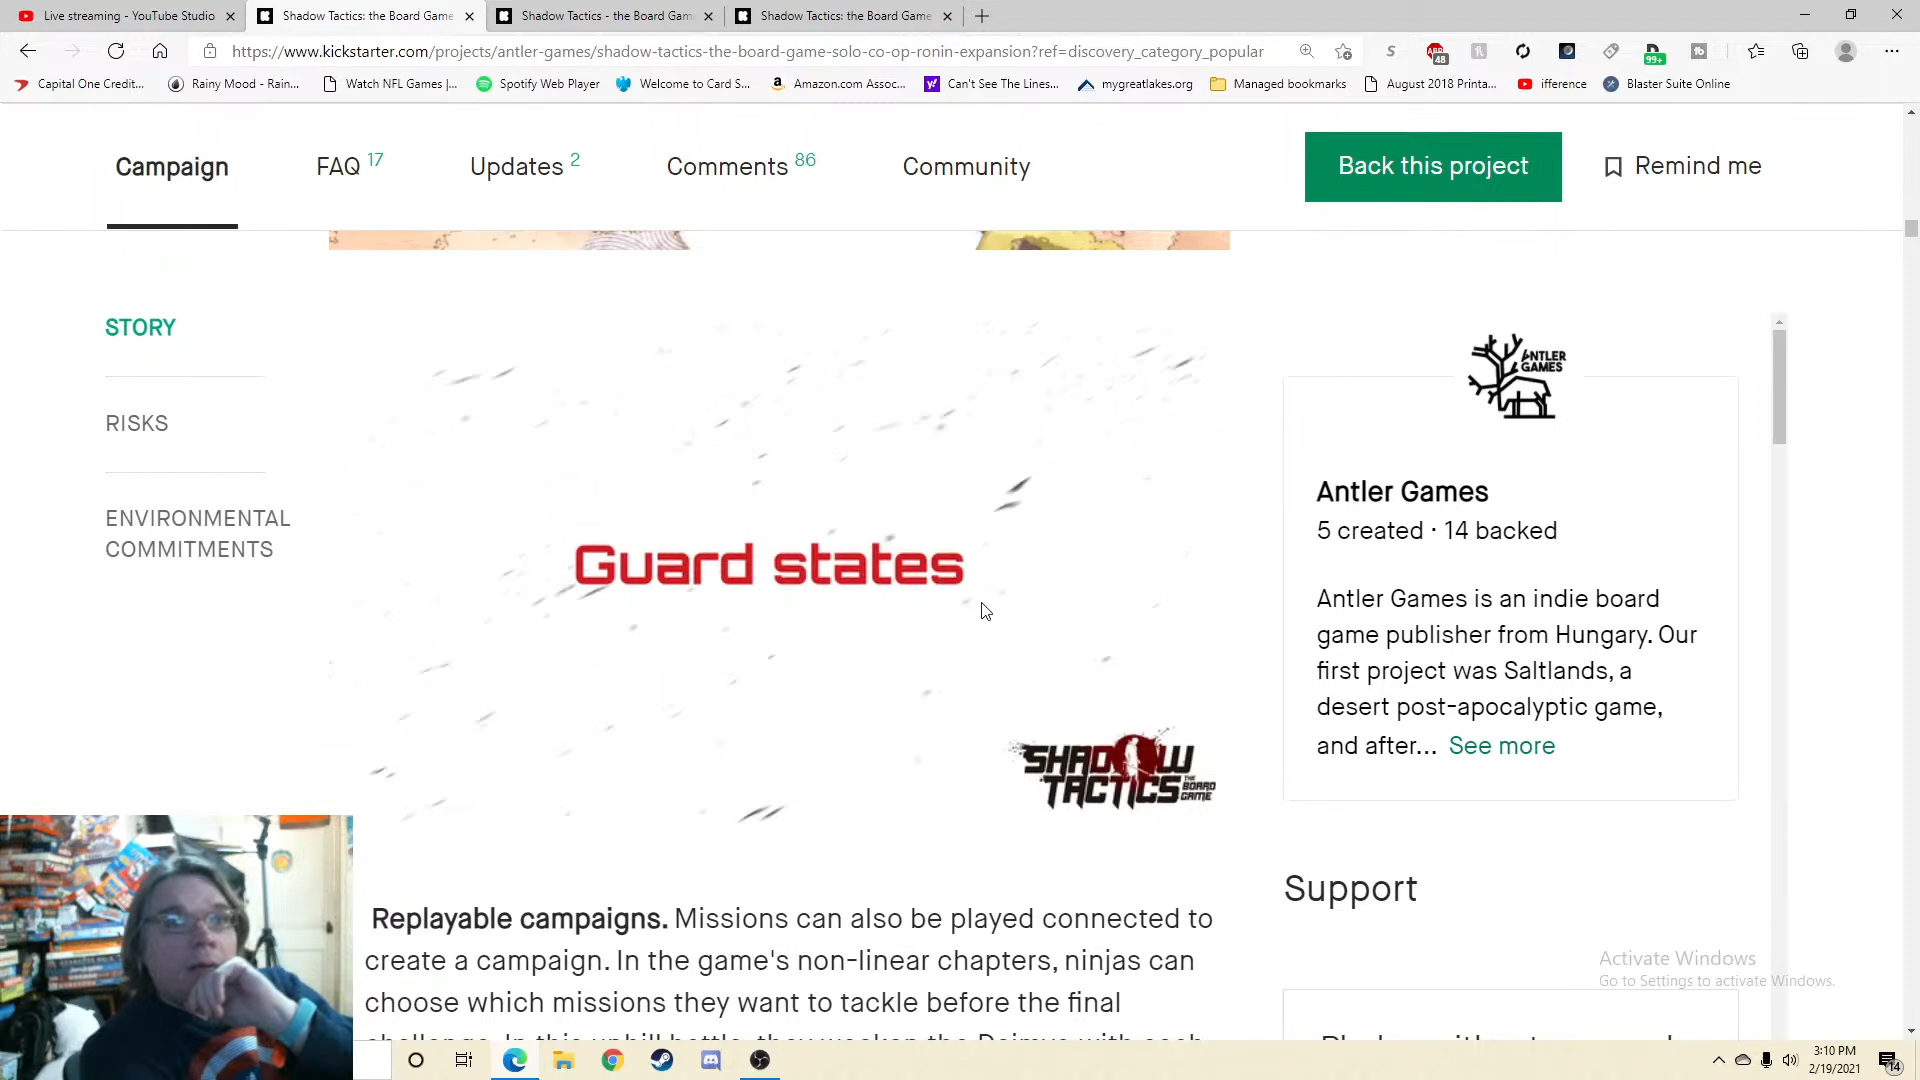 Live streaming - YouTube Studio
Shadow Tactics: the Board Game
Shadow Tactics - the Board Gam
Shadow Tactics: the Board Game
https://www.kickstarter.com/projects/antler-games/shadow-tactics-the-board-game-solo-co-op-ronin-expansion?ref=discovery_category_popular
48
99+
Capital One Credit...
Rainy Mood - Rain...
Watch NFL Games |...
Spotify Web Player
Welcome to Card S...
Amazon.com Assoc...
Can't See The Lines...
mygreatlakes.org
Managed bookmarks
August 2018 Printa...
ifference
Blaster Suite Online
Campaign
FAQ 17
Updates 2
Comments 86
Community
Back this project
Remind me
STORY
RISKS
ENVIRONMENTAL
COMMITMENTS
Guard states
SHADOW
TACTICS
THE
BOARD
GAME
ANTLER
GAMES
Antler Games
5 created · 14 backed
Antler Games is an indie board
game publisher from Hungary. Our
first project was Saltlands, a
desert post-apocalyptic game,
and after... See more
Support
Replayable campaigns. Missions can also be played connected to
create a campaign. In the game's non-linear chapters, ninjas can
choose which missions they want to tackle before the final
Activate Windows
Go to Settings to activate Windows.
3:10 PM
2/19/2021
14